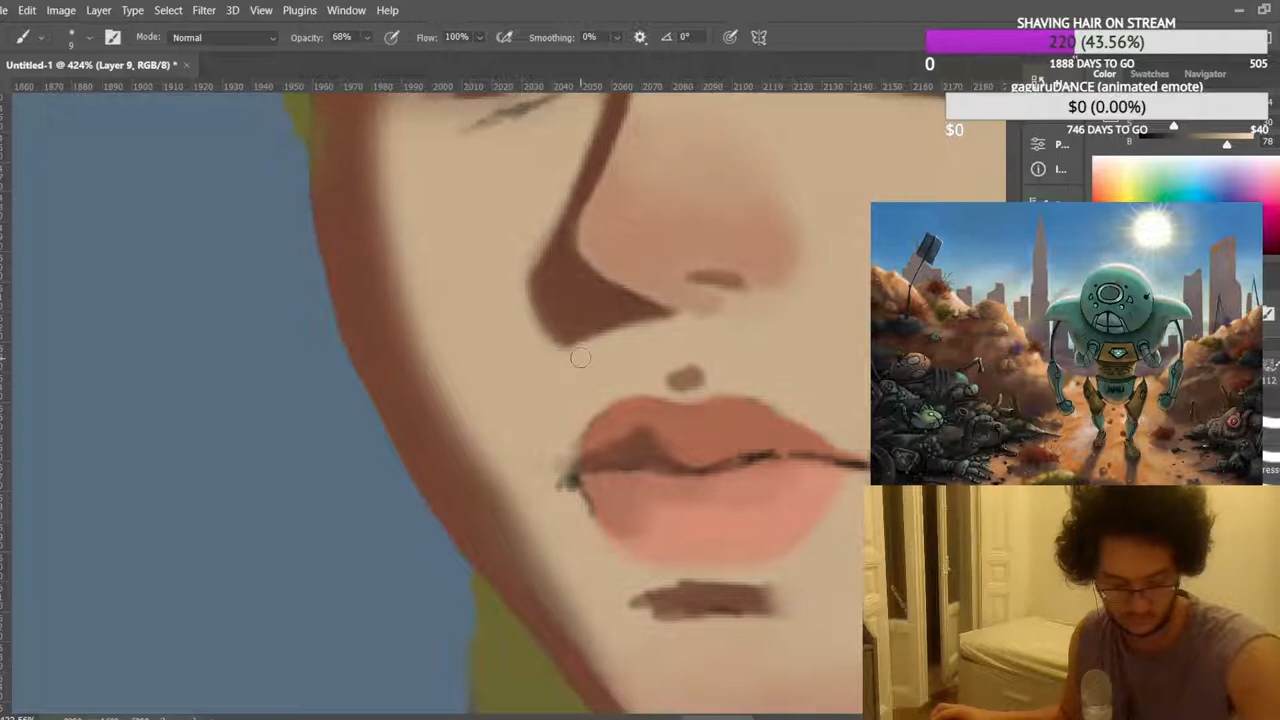 Edit Image Layer Type Select Filter 3D View Plugins Window Help
SHAVING HAIR ON STREAM
220 (43.56%)
0 1888 DAYS TO GO 505
9 Mode: Normal Opacity: 68% Flow: 100% Smoothing: 0% 0°
Untitled-1 @ 424% (Layer 9, RGB/8) *
Color Swatches Navigator
gaguruDANCE (animated emote)
$0 (0.00%)
$0 746 DAYS TO GO $40
1860 1870 1880 1890 1900 1910 1920 1930 1940 1950 1960 1970 1980 1990 2000 2010 2020 2030 2040 2050 2060 2070 2080 2090 2100 2110 2120 2130 2140 2150 2160 2170 2180
B 78
P...
I...
112